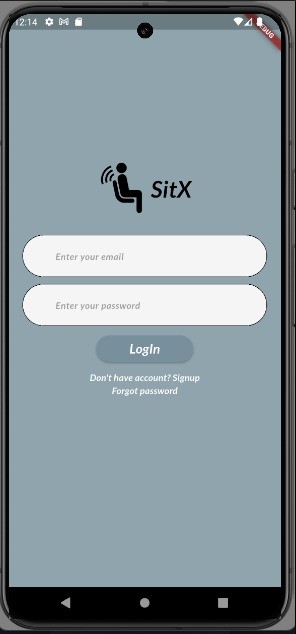 12:14
DEBUG
SitX
Enter your email
Enter your password
LogIn
Don't have account? Signup
Forgot password